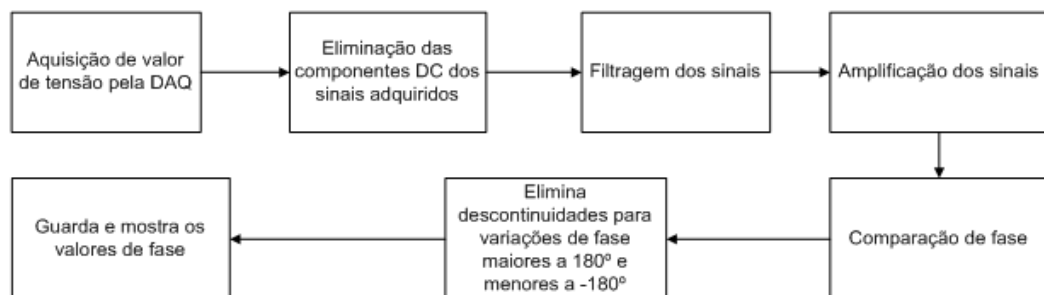 Aquisição de valor
de tensão pela DAQ
Eliminação das
componentes DC dos
sinais adquiridos
Filtragem dos sinais
Amplificação dos sinais
Comparação de fase
Elimina
descontinuidades para
variações de fase
maiores a 180º e
menores a -180º
Guarda e mostra os
valores de fase